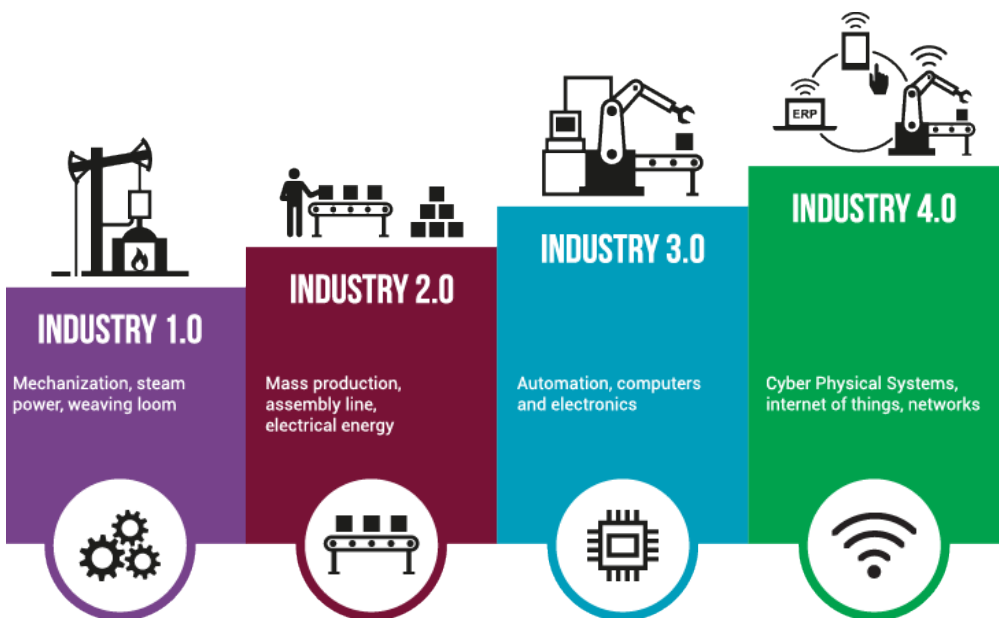 ERP
INDUSTRY 1.0
Mechanization, steam
power, weaving loom
INDUSTRY 2.0
Mass production,
assembly line,
electrical energy
INDUSTRY 3.0
Automation, computers
and electronics
INDUSTRY 4.0
Cyber Physical Systems,
internet of things, networks